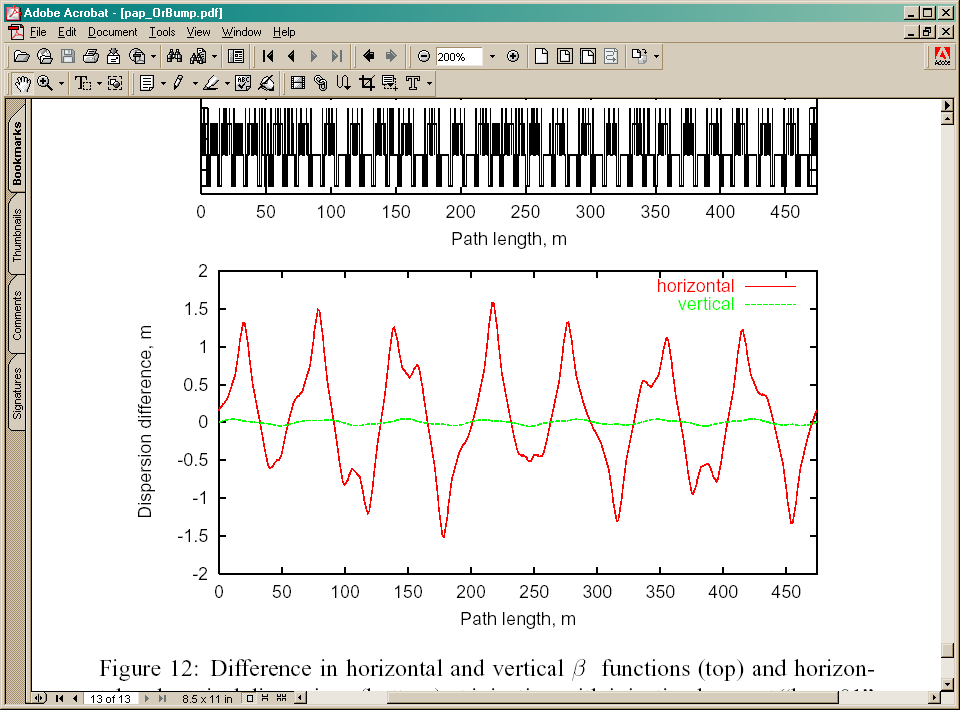 Adobe Acrobat - [pap_OrBump.pdf]
File Edit Document Tools View Window Help
200%
Adobe
Bookmarks
Thumbnails
Comments
Signatures
0 50 100 150 200 250 300 350 400 450
Path length, m
horizontal
vertical
2
1.5
1
0.5
0
-0.5
-1
-1.5
-2
Dispersion difference, m
0 50 100 150 200 250 300 350 400 450
Path length, m
Figure 12: Difference in horizontal and vertical β functions (top) and horizon-
13 of 13 8.5 x 11 in